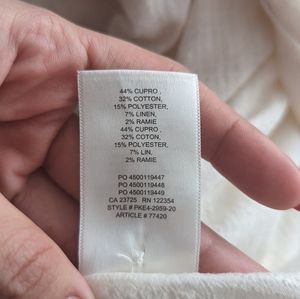 44% CUPRO ,
32% COTTON,
15% POLYESTER,
7% LINEN,
2% RAMIE
44% CUPRO ,
32% COTON,
15% POLYESTER,
7% LIN,
2% RAMIE
PO 4500119447
PO 4500119448
PO 4500119449
CA 23725 RN 122354
STYLE # PKE4-2989-20
ARTICLE # 77420